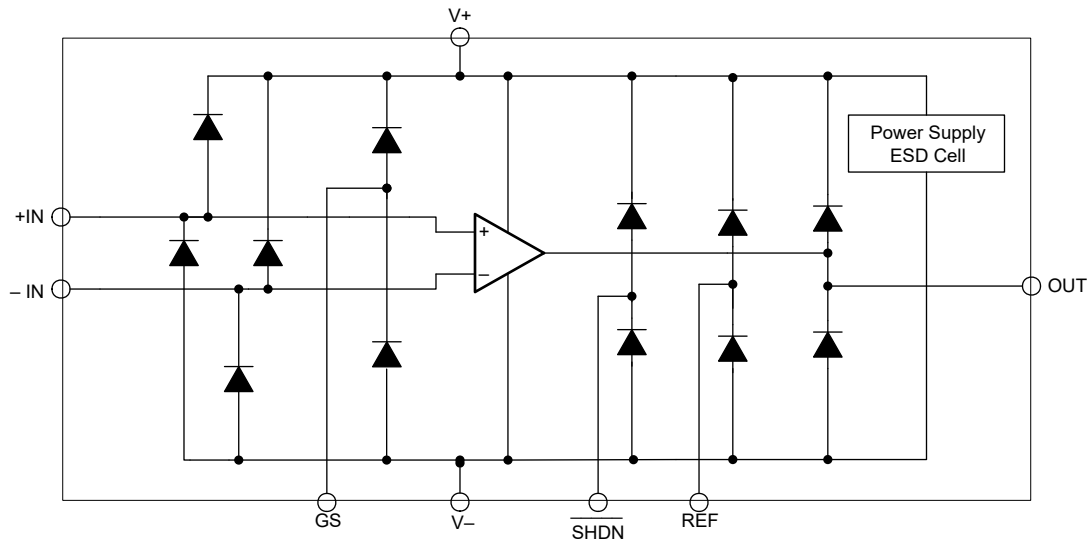 V+
Power Supply
ESD Cell
+IN
+
–
– IN
OUT
GS
V–
SHDN
REF